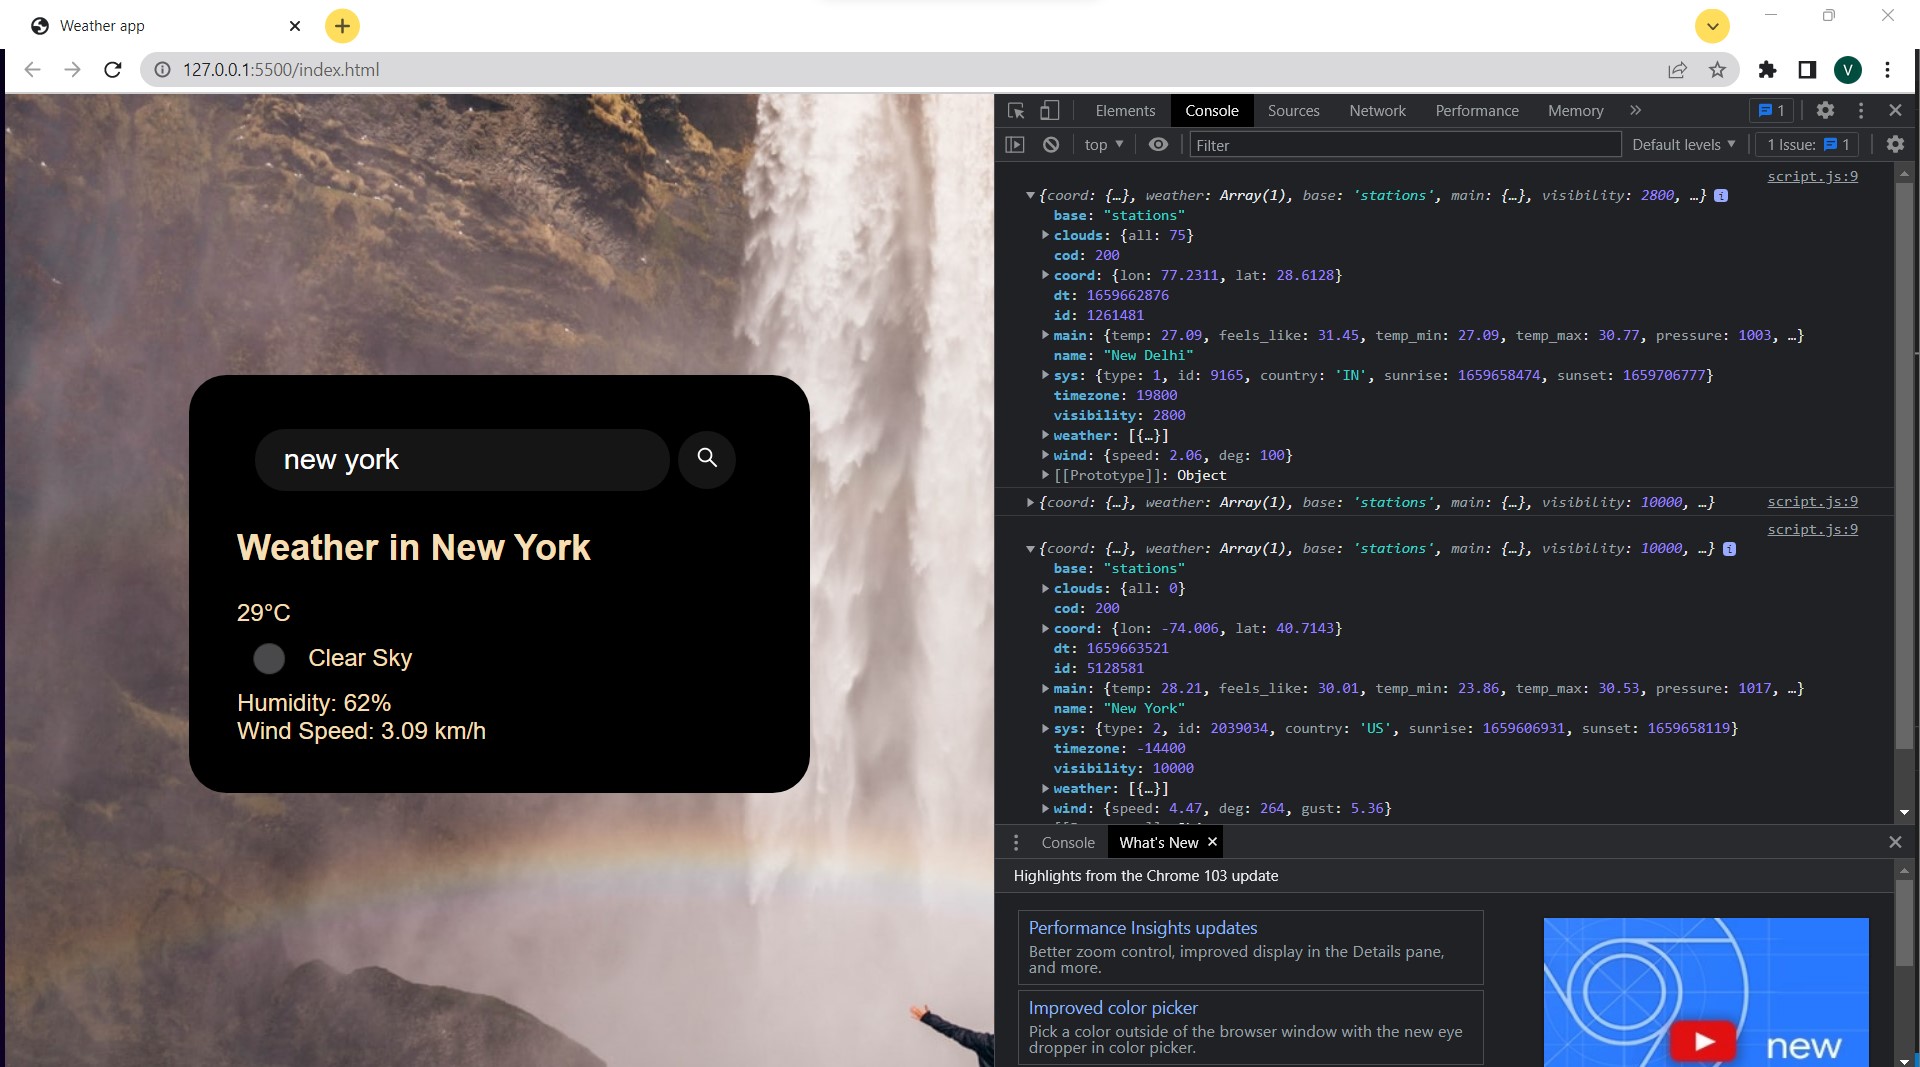 Weather app
127.0.0.1:5500/index.html
V
new york
Weather in New York
29°C
Clear Sky
Humidity: 62%
Wind Speed: 3.09 km/h
Elements Console Sources Network Performance Memory » 1
top Filter Default levels 1 Issue: 1
script.js:9
{coord: {…}, weather: Array(1), base: 'stations', main: {…}, visibility: 2800, …} i
base: "stations"
clouds: {all: 75}
cod: 200
coord: {lon: 77.2311, lat: 28.6128}
dt: 1659662876
id: 1261481
main: {temp: 27.09, feels_like: 31.45, temp_min: 27.09, temp_max: 30.77, pressure: 1003, …}
name: "New Delhi"
sys: {type: 1, id: 9165, country: 'IN', sunrise: 1659658474, sunset: 1659706777}
timezone: 19800
visibility: 2800
weather: [{…}]
wind: {speed: 2.06, deg: 100}
[[Prototype]]: Object
{coord: {…}, weather: Array(1), base: 'stations', main: {…}, visibility: 10000, …} script.js:9
script.js:9
{coord: {…}, weather: Array(1), base: 'stations', main: {…}, visibility: 10000, …} i
base: "stations"
clouds: {all: 0}
cod: 200
coord: {lon: -74.006, lat: 40.7143}
dt: 1659663521
id: 5128581
main: {temp: 28.21, feels_like: 30.01, temp_min: 23.86, temp_max: 30.53, pressure: 1017, …}
name: "New York"
sys: {type: 2, id: 2039034, country: 'US', sunrise: 1659606931, sunset: 1659658119}
timezone: -14400
visibility: 10000
weather: [{…}]
wind: {speed: 4.47, deg: 264, gust: 5.36}
Console What's New
Highlights from the Chrome 103 update
Performance Insights updates
Better zoom control, improved display in the Details pane,
and more.
Improved color picker
Pick a color outside of the browser window with the new eye
dropper in color picker.
new